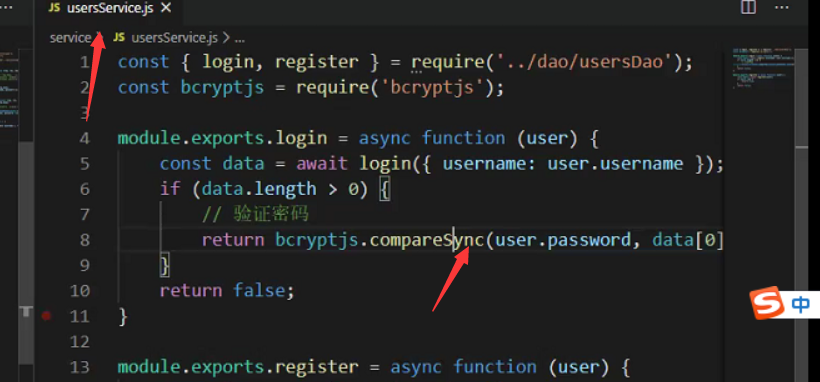 JS usersService.js ×
service > JS usersService.js > ...
1 const { login, register } = require('../dao/usersDao');
2 const bcryptjs = require('bcryptjs');
3
4 module.exports.login = async function (user) {
5 const data = await login({ username: user.username });
6 if (data.length > 0) {
7 // 验证密码
8 return bcryptjs.compareSync(user.password, data[0]
9 }
10 return false;
11 }
12
13 module.exports.register = async function (user) {
S 中